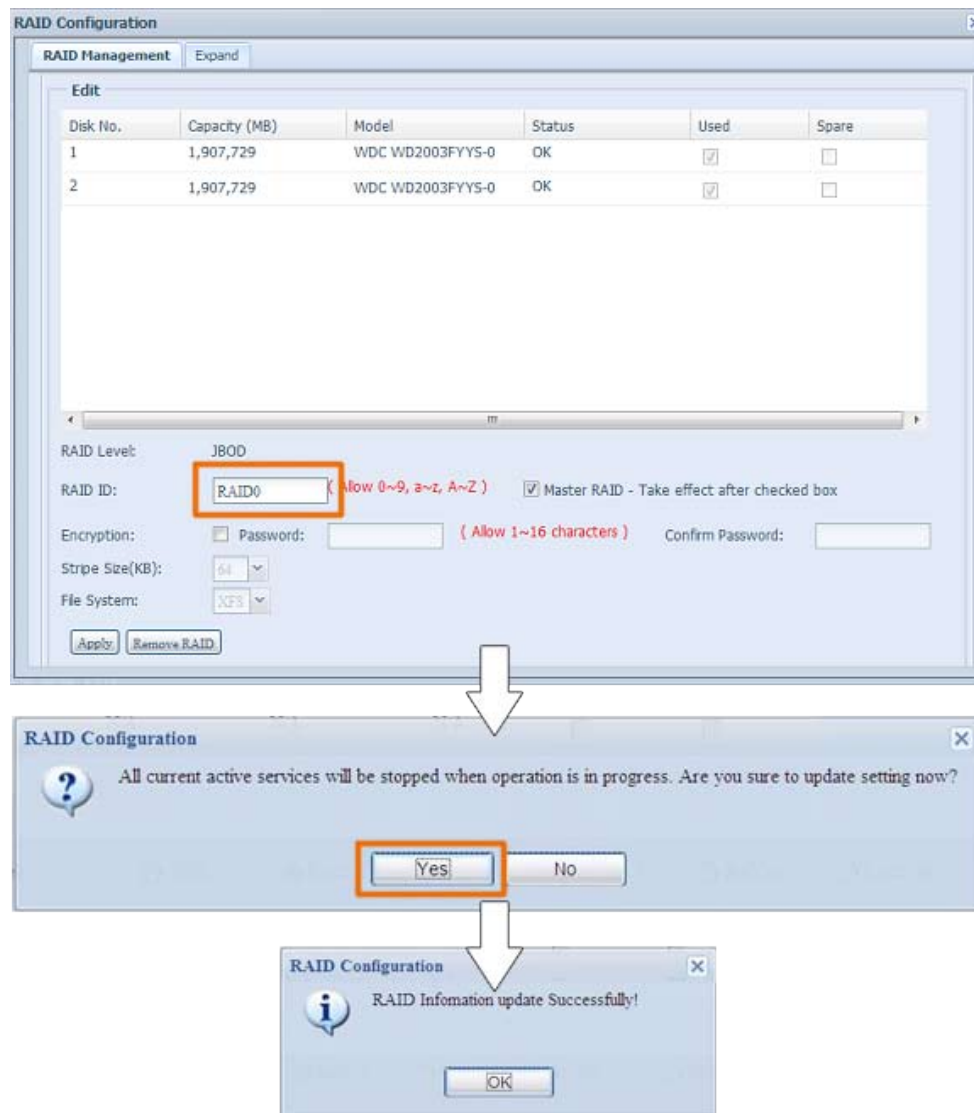 RAID Configuration
RAID Management Expand
Edit
Disk No. Capacity (MB) Model Status Used Spare
1 1,907,729 WDC WD2003FYYS-0 OK
2 1,907,729 WDC WD2003FYYS-0 OK
RAID Level: JBOD
RAID ID: RAID0 ( Allow 0~9, a~z, A~Z ) Master RAID - Take effect after checked box
Encryption: Password: ( Allow 1~16 characters ) Confirm Password:
Stripe Size(KB): 64
File System: XFS
Apply Remove RAID
RAID Configuration
All current active services will be stopped when operation is in progress. Are you sure to update setting now?
Yes No
RAID Configuration
RAID Infomation update Successfully!
OK